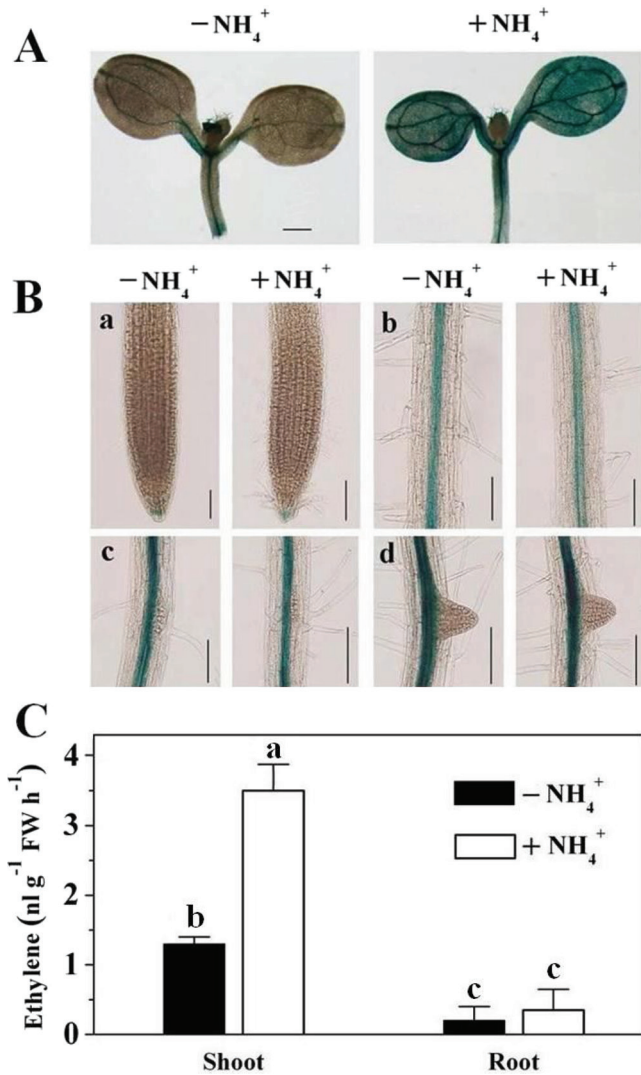 A
−NH₄⁺ +NH₄⁺
B
−NH₄⁺ +NH₄⁺ −NH₄⁺ +NH₄⁺
a b
c d
C
Ethylene (nl g⁻¹ FW h⁻¹)
4
3
2
1
0
b a c c
−NH₄⁺
+ NH₄⁺
Shoot Root